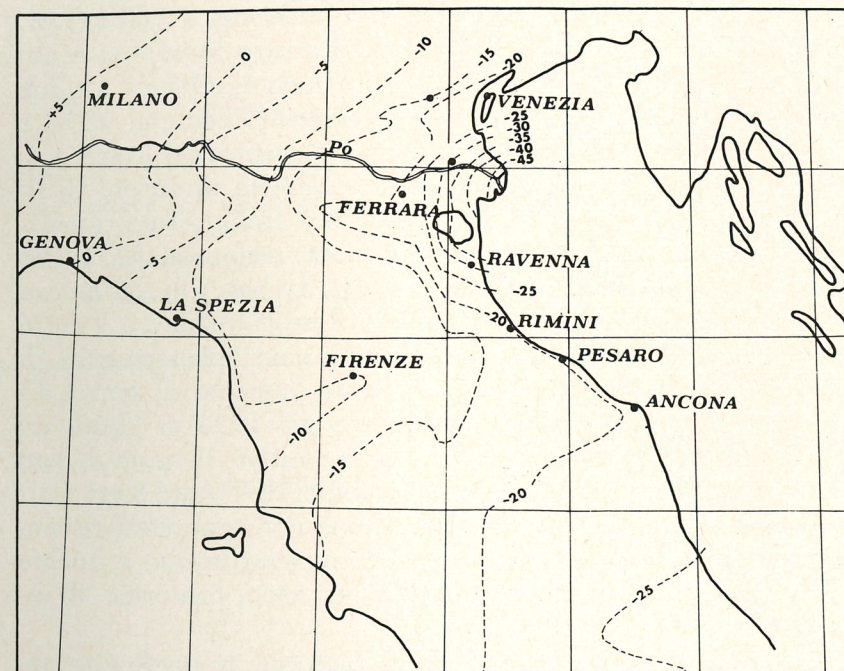 0
-5
-10
-15
-20
+5
MILANO
VENEZIA
-25
-30
-35
-40
-45
Po
FERRARA
GENOVA
0
-5
RAVENNA
-25
LA SPEZIA
-20
RIMINI
FIRENZE
PESARO
ANCONA
-10
-15
-20
-25